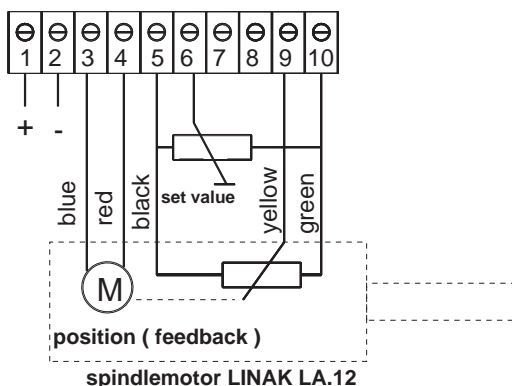 1 2 3 4 5 6 7 8 9 10
+ -
blue
red
black
set value
yellow
green
M
position ( feedback )
spindlemotor LINAK LA.12